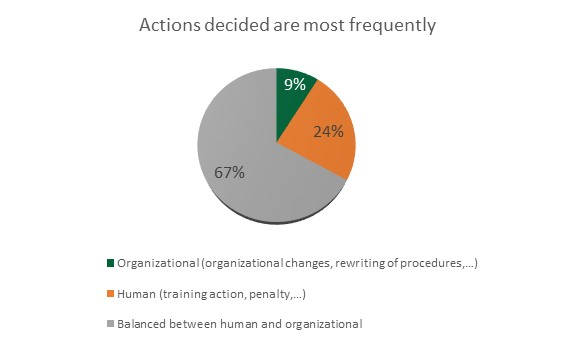 Actions decided are most frequently
9%
24%
67%
Organizational (organizational changes, rewriting of procedures,...)
Human (training action, penalty,...)
Balanced between human and organizational